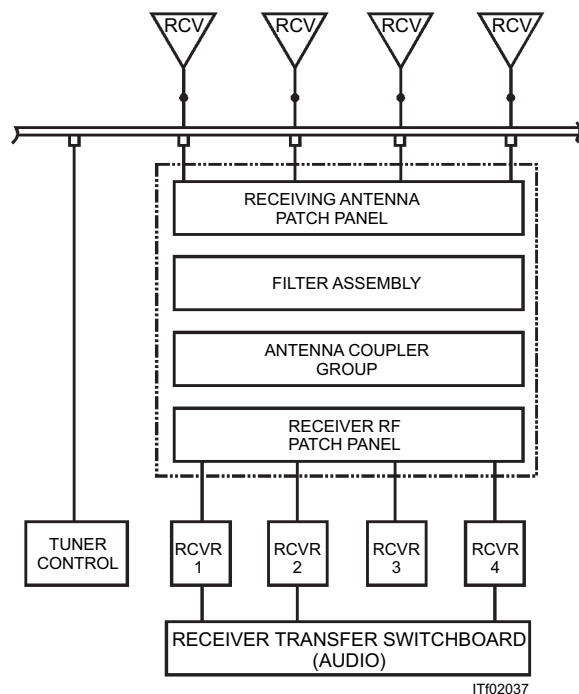 RCV RCV RCV RCV
RECEIVING ANTENNA
PATCH PANEL
FILTER ASSEMBLY
ANTENNA COUPLER
GROUP
RECEIVER RF
PATCH PANEL
TUNER
CONTROL
RCVR
1
RCVR
2
RCVR
3
RCVR
4
RECEIVER TRANSFER SWITCHBOARD
(AUDIO)
ITf02037